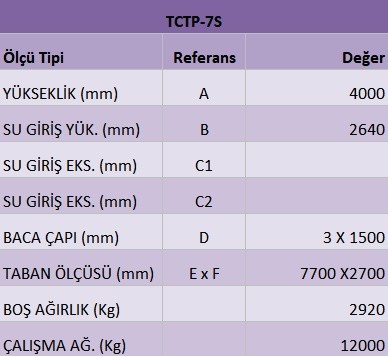 TCTP-7S
Ölçü Tipi Referans Değer
YÜKSEKLİK (mm) A 4000
SU GİRİŞ YÜK. (mm) B 2640
SU GİRİŞ EKS. (mm) C1
SU GİRİŞ EKS. (mm) C2
BACA ÇAPI (mm) D 3 X 1500
TABAN ÖLÇÜSÜ (mm) E x F 7700 X2700
BOŞ AĞIRLIK (Kg) 2920
ÇALIŞMA AĞ. (Kg) 12000